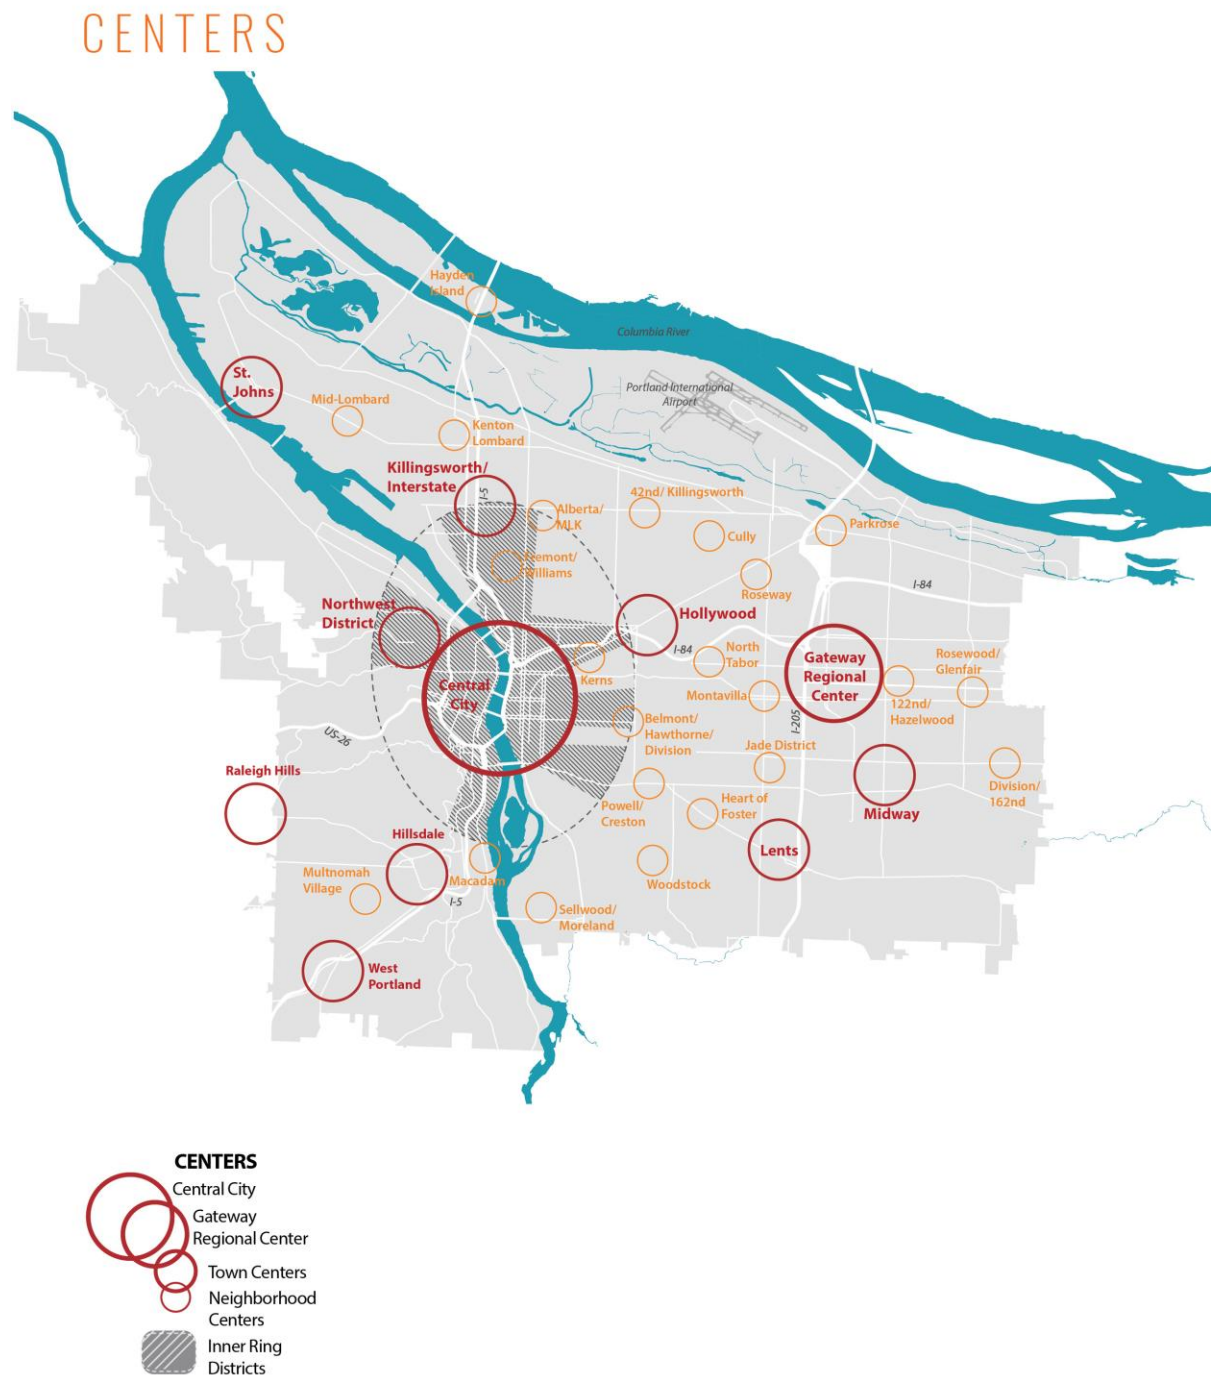 CENTERS
Hayden
Island
Columbia River
Portland International
Airport
St.
Johns
Mid-Lombard
Kenton
Lombard
Killingsworth/
Interstate
I-5
Alberta/
MLK
42nd/ Killingsworth
Cully
Parkrose
Fremont/
Williams
Roseway
I-84
Northwest
District
Hollywood
I-84
North
Tabor
Gateway
Regional
Center
Rosewood/
Glenfair
Kerns
Central
City
Montavilla
122nd/
Hazelwood
I-205
US-26
Belmont/
Hawthorne/
Division
Jade District
Raleigh Hills
Division/
162nd
Powell/
Creston
Heart of
Foster
Midway
Hillsdale
Lents
Multnomah
Village
Macadam
Woodstock
I-5
Sellwood/
Moreland
West
Portland
CENTERS
Central City
Gateway
Regional Center
Town Centers
Neighborhood
Centers
Inner Ring
Districts